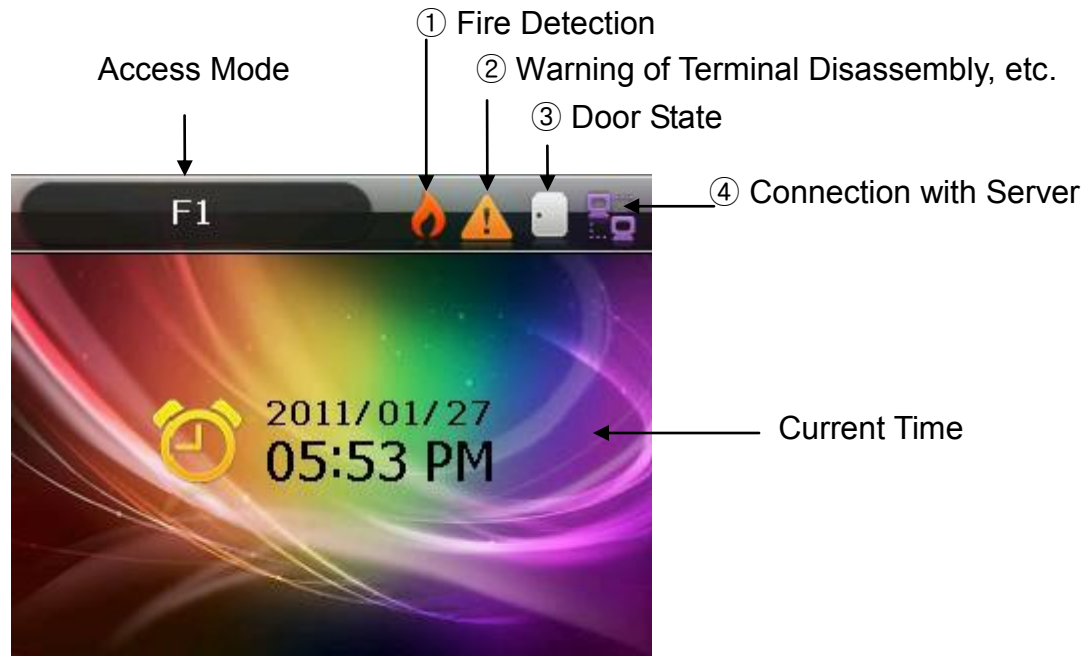 ① Fire Detection
Access Mode
② Warning of Terminal Disassembly, etc.
③ Door State
④ Connection with Server
F1
2011/01/27
05:53 PM
Current Time